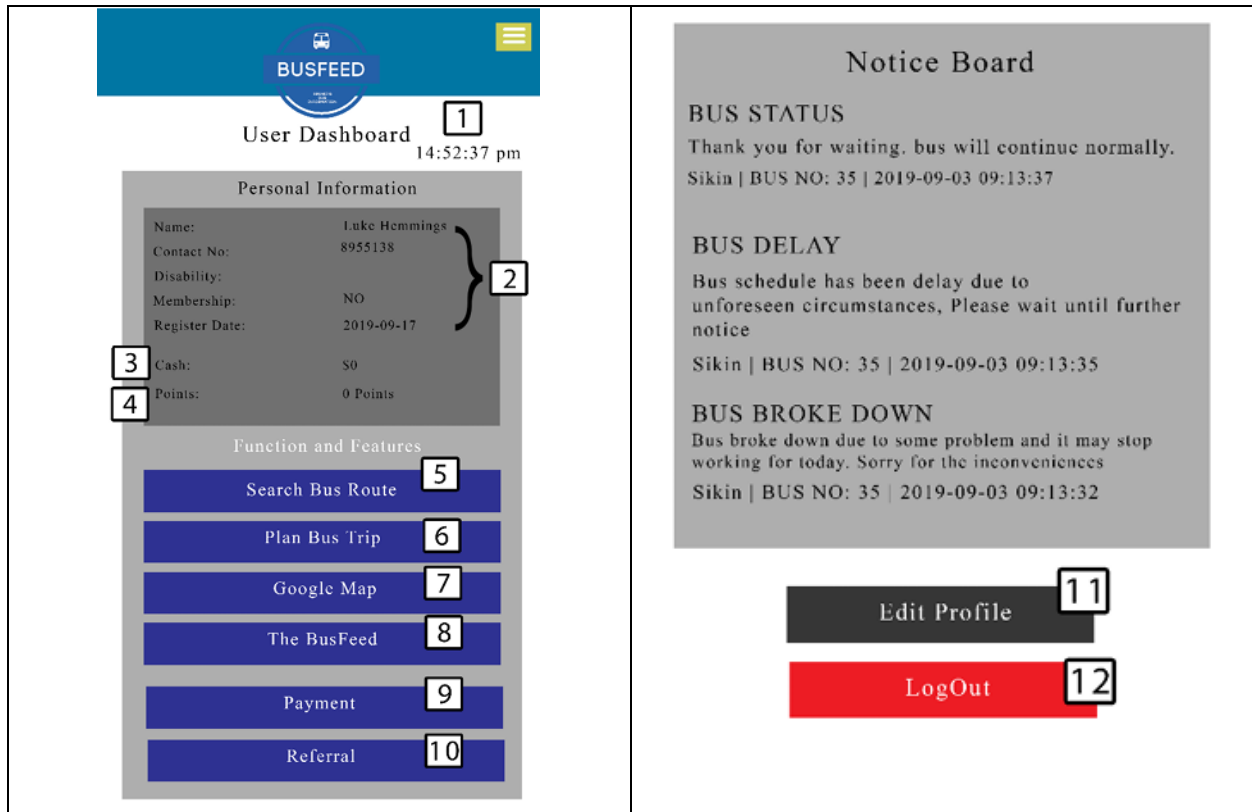 BUSFEED
1
User Dashboard
14:52:37 pm
Personal Information
Name: Luke Hemmings
Contact No: 8955138
Disability:
2
Membership: NO
Register Date: 2019-09-17
3 Cash: $0
4 Points: 0 Points
Function and Features
Search Bus Route 5
Plan Bus Trip 6
Google Map 7
The BusFeed 8
Payment 9
Referral 10
Notice Board
BUS STATUS
Thank you for waiting. bus will continue normally.
Sikin | BUS NO: 35 | 2019-09-03 09:13:37
BUS DELAY
Bus schedule has been delay due to
unforeseen circumstances, Please wait until further
notice
Sikin | BUS NO: 35 | 2019-09-03 09:13:35
BUS BROKE DOWN
Bus broke down due to some problem and it may stop
working for today. Sorry for the inconveniences
Sikin | BUS NO: 35 | 2019-09-03 09:13:32
Edit Profile 11
LogOut 12